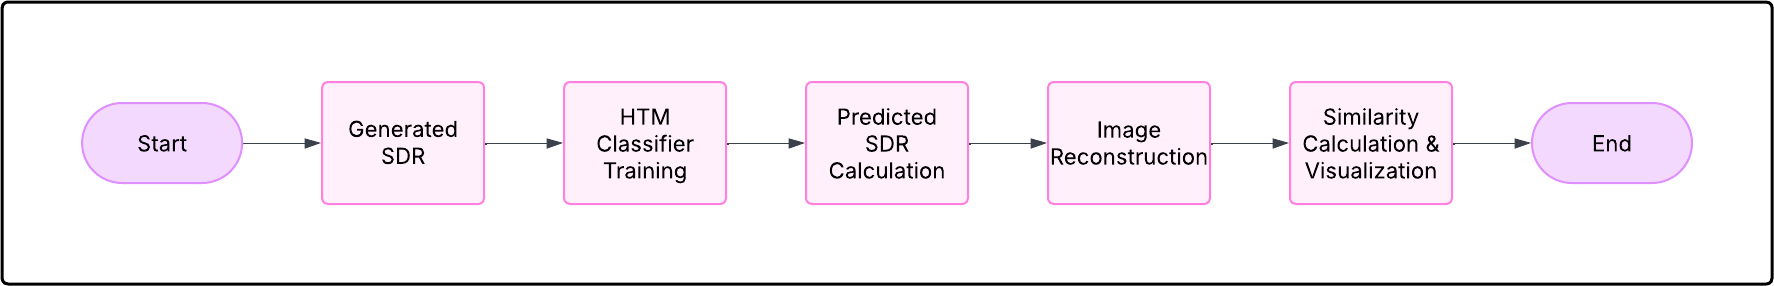 Start
Generated
SDR
HTM
Classifier
Training
Predicted
SDR
Calculation
Image
Reconstruction
Similarity
Calculation &
Visualization
End